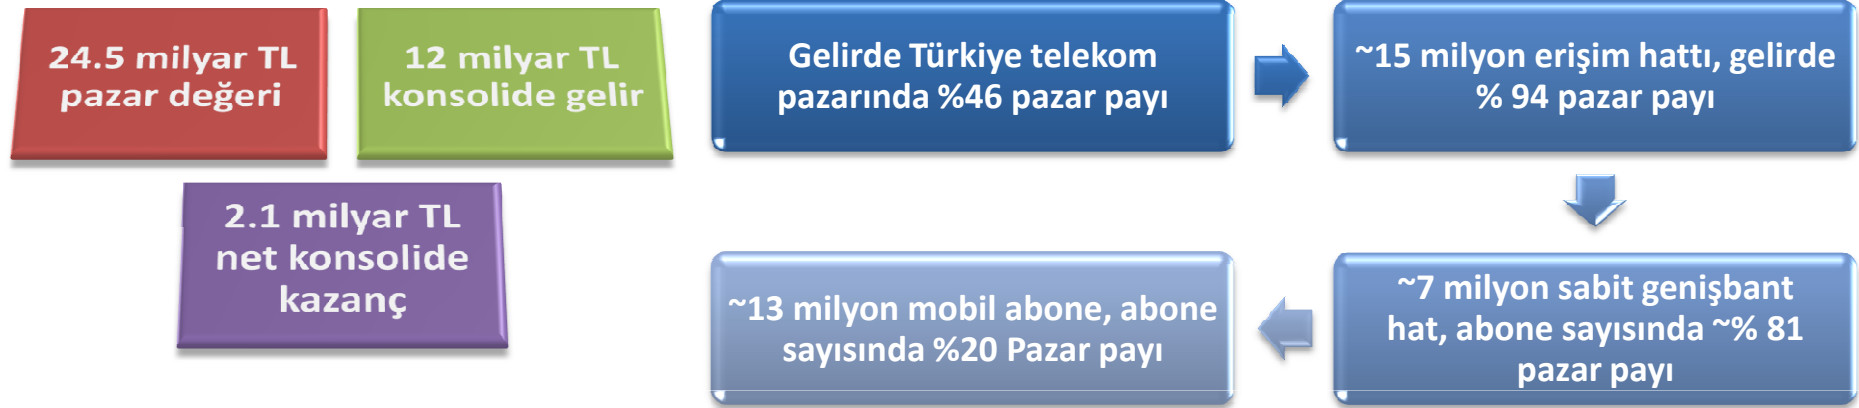 24.5 milyar TL
pazar değeri
12 milyar TL
konsolide gelir
2.1 milyar TL
net konsolide
kazanç
Gelirde Türkiye telekom
pazarında %46 pazar payı
~15 milyon erişim hattı, gelirde
% 94 pazar payı
~7 milyon sabit genişbant
hat, abone sayısında ~% 81
pazar payı
~13 milyon mobil abone, abone
sayısında %20 Pazar payı